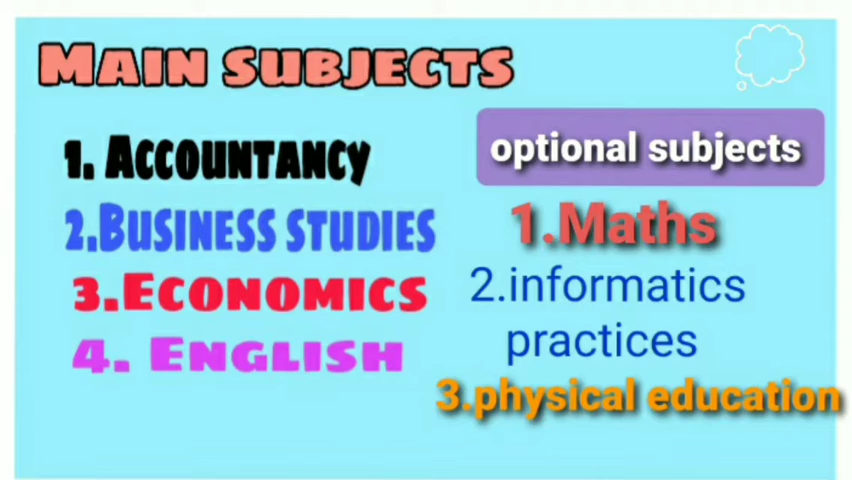 MAIN SUBJECTS
1. ACCOUNTANCY
2.BUSINESS STUDIES
3.ECONOMICS
4. ENGLISH
optional subjects
1.Maths
2.informatics
practices
3.physical education